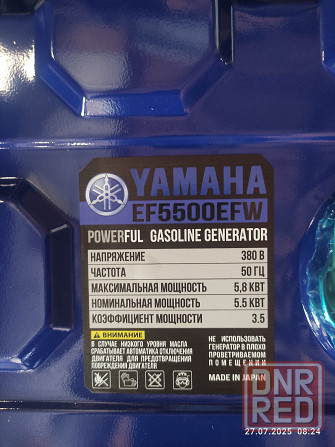 YAMAHA
EF5500EFW
POWERFUL GASOLINE GENERATOR
НАПРЯЖЕНИЕ 380 В
ЧАСТОТА 50 ГЦ
МАКСИМАЛЬНАЯ МОЩНОСТЬ 5,8 КВТ
НОМИНАЛЬНАЯ МОЩНОСТЬ 5.5 КВТ
КОЭФФИЦИЕНТ МОЩНОСТИ 3.5
ВНИМАНИЕ
В СЛУЧАЕ НИЗКОГО УРОВНЯ МАСЛА
СРАБАТЫВАЕТ АВТОМАТИКА ОТКЛЮЧЕНИЯ
ДВИГАТЕЛЯ ДЛЯ ПРЕДОТВРАЩЕНИЯ
ПОВРЕЖДЕНИЯ ДВИГАТЕЛЯ
НЕ ИСПОЛЬЗОВАТЬ
ГЕНЕРАТОР В ПЛОХО
ПРОВЕТРИВАЕМОМ
ПОМЕЩЕНИИ
MADE IN JAPAN
DNR
RED
27.07.2025 08:24